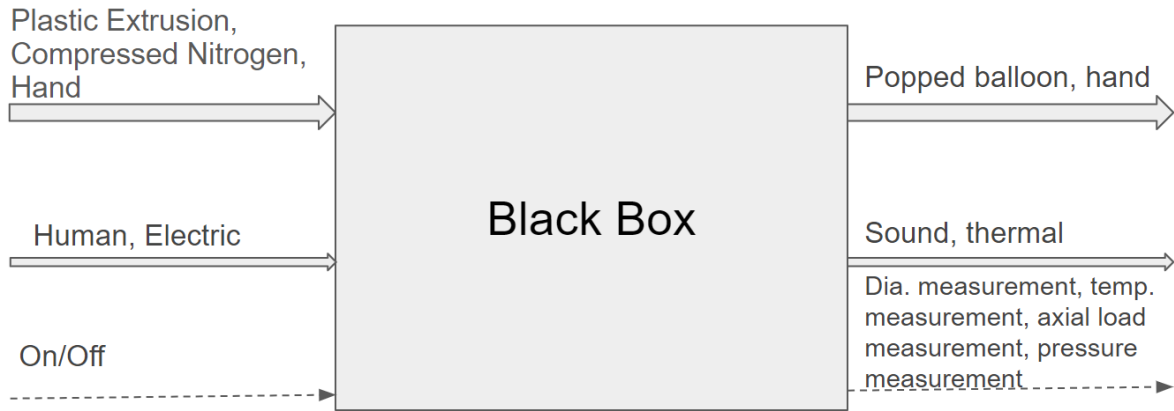 Plastic Extrusion,
Compressed Nitrogen,
Hand
Popped balloon, hand
Black Box
Human, Electric
Sound, thermal
Dia. measurement, temp.
measurement, axial load
measurement, pressure
measurement
On/Off